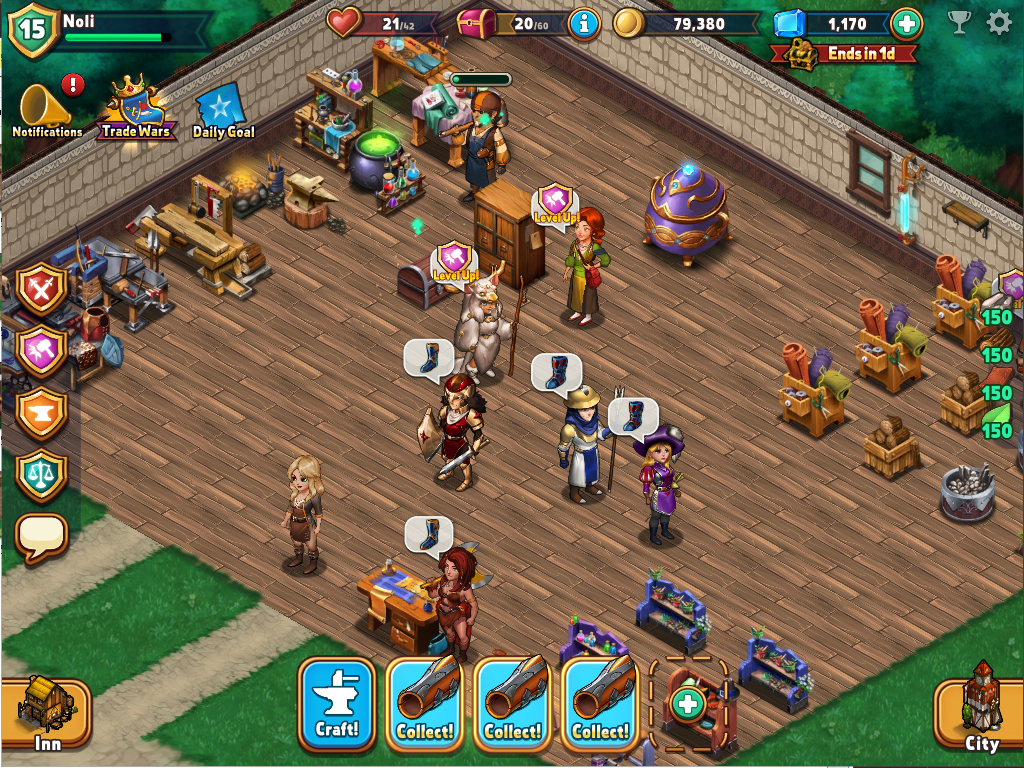 15
Noli
21/42
20/60
79,380
1,170
Ends in 1d
Notifications
Trade Wars
Daily Goal
Level Up!
Level Up!
150
150
150
150
Inn
Craft!
Collect!
Collect!
Collect!
City